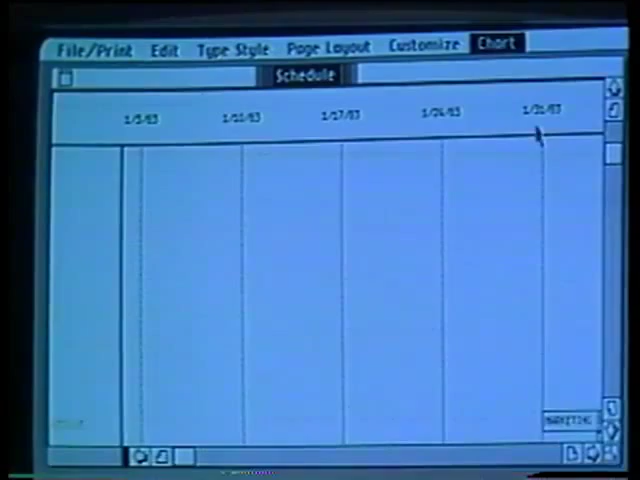 File/Print Edit Type Style Page Layout Customize Chart
Schedule
1/3/83 1/10/83 1/17/83 1/24/83 1/31/83
MARKETING